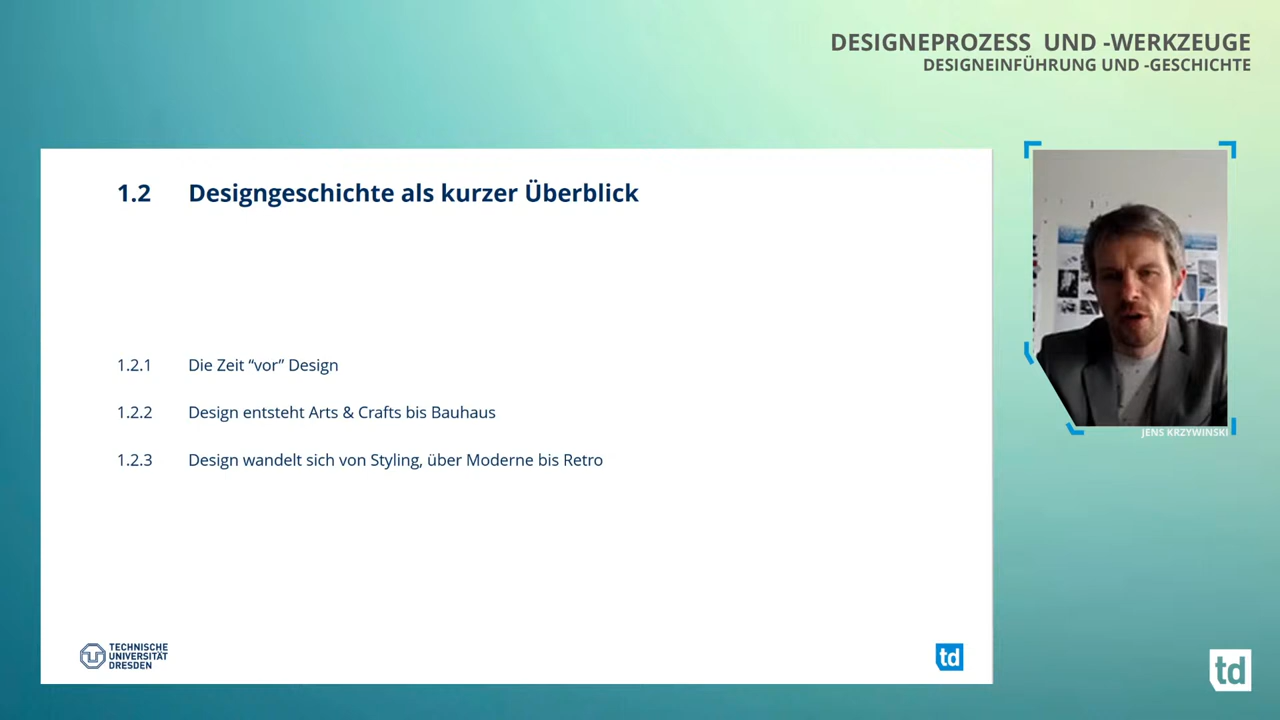 DESIGNEPROZESS UND -WERKZEUGE
DESIGNEINFÜHRUNG UND -GESCHICHTE
1.2 Designgeschichte als kurzer Überblick
1.2.1 Die Zeit “vor” Design
1.2.2 Design entsteht Arts & Crafts bis Bauhaus
1.2.3 Design wandelt sich von Styling, über Moderne bis Retro
JENS KRZYWINSKI
TECHNISCHE
UNIVERSITÄT
DRESDEN
td
td